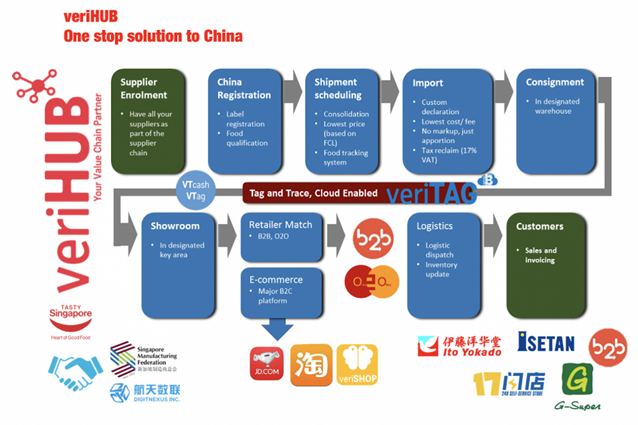 veriHUB
One stop solution to China
veriHUB
Your Value Chain Partner
Supplier
Enrolment
• Have all your
suppliers as
part of the
supplier
chain
China
Registration
• Label
registration
• Food
qualification
Shipment
scheduling
• Consolidation
• Lowest price
(based on
FCL)
• Food tracking
system
Import
• Custom
declaration
• Lowest cost/ fee
• No markup, just
apportion
• Tax reclaim (17%
VAT)
Consignment
• In designated
warehouse
VTcash
VTag
Tag and Trace, Cloud Enabled
veriTAG
Showroom
• In designated
key area
Retailer Match
• B2B, O2O
b2b
E-commerce
• Major B2C
platform
Logistics
• Logistic
dispatch
• Inventory
update
Customers
• Sales and
invoicing
TASTY
Singapore
Heart of Good Food
Singapore
Manufacturing
Federation
新加坡制造商总会
航天数联
DIGITNEXUS INC.
JD.COM
淘
veriSHOP
伊藤洋华堂
Ito Yokado
ISETAN
b2b
17闪店
24H SELF-SERVICE STORE
G
G-Super